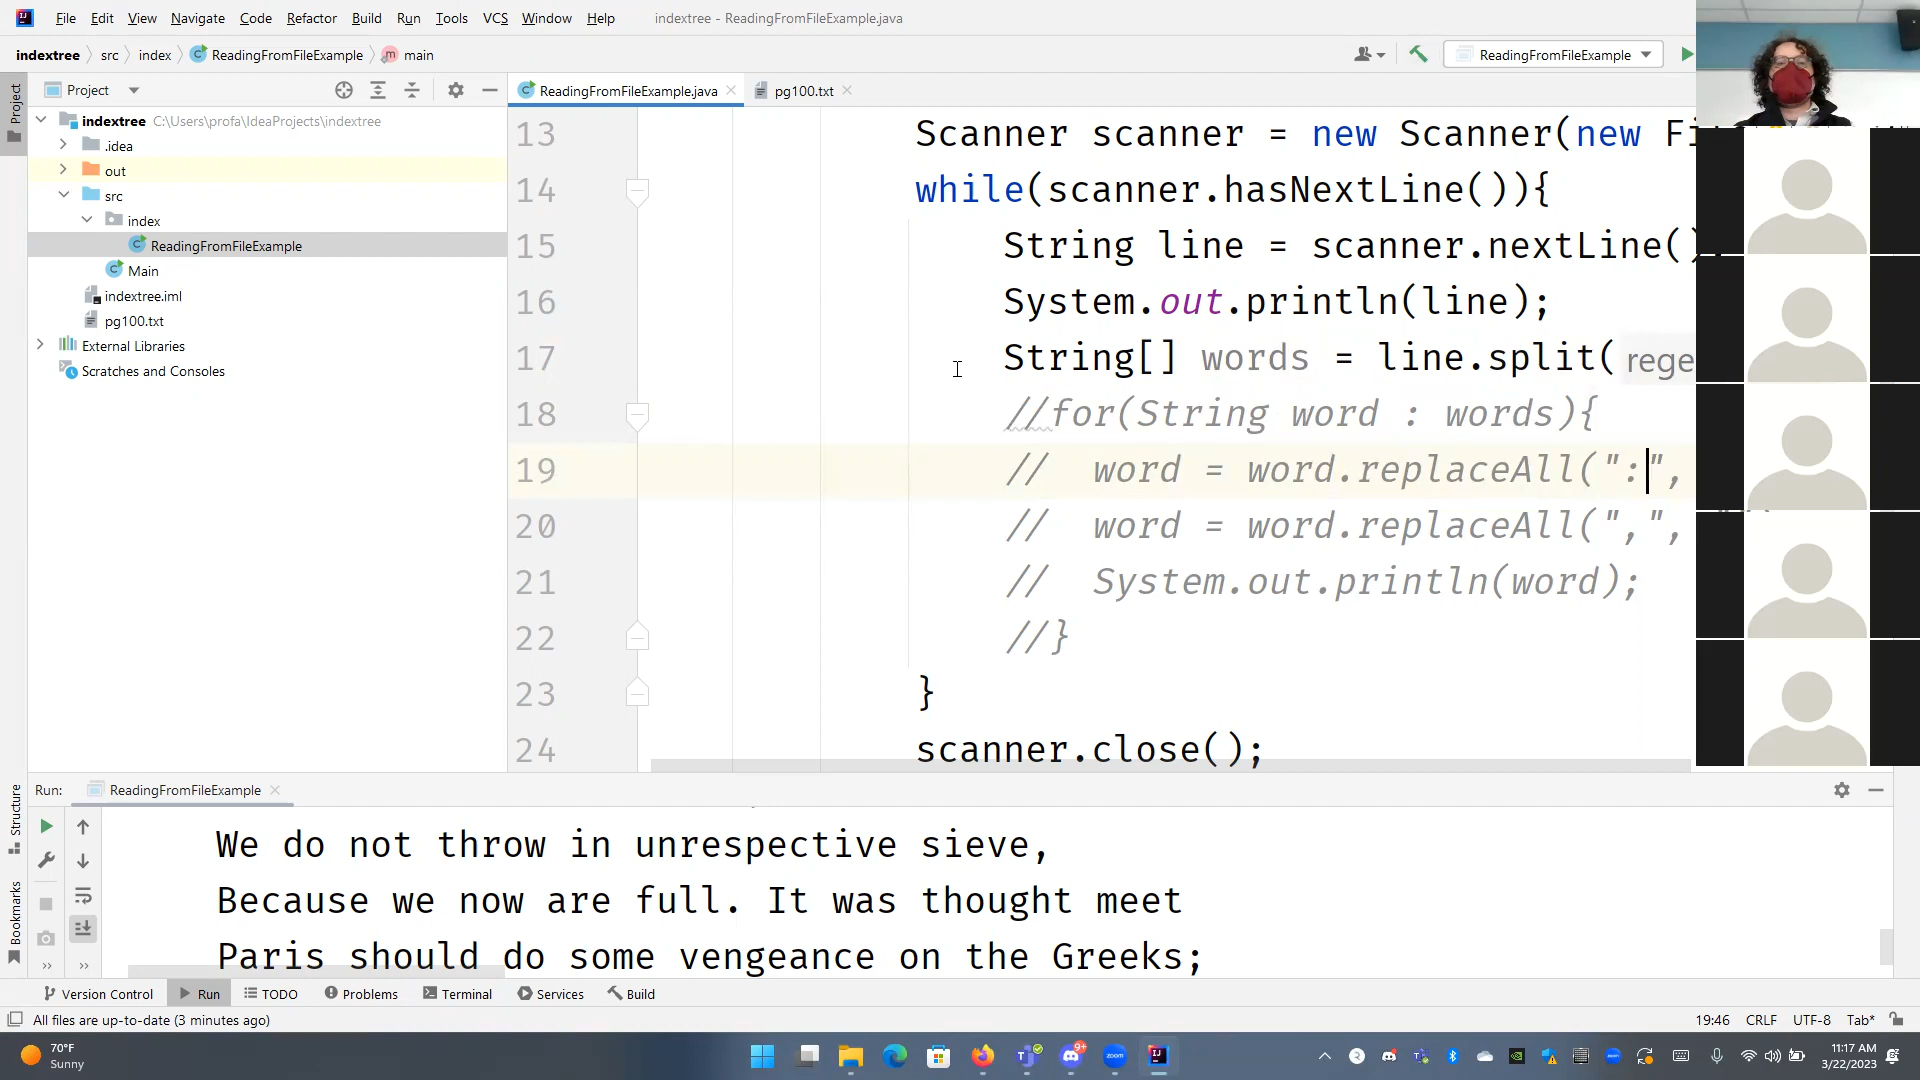 File Edit View Navigate Code Refactor Build Run Tools VCS Window Help indextree - ReadingFromFileExample.java
indextree src index ReadingFromFileExample main ReadingFromFileExample
Project
Project
ReadingFromFileExample.java pg100.txt
indextree C:\Users\profa\IdeaProjects\indextree
.idea
out
src
index
ReadingFromFileExample
Main
indextree.iml
pg100.txt
External Libraries
Scratches and Consoles
13 Scanner scanner = new Scanner(new Fi
14 while(scanner.hasNextLine()){
15 String line = scanner.nextLine()
16 System.out.println(line);
17 String[] words = line.split( rege
18 //for(String word : words){
19 // word = word.replaceAll(":",
20 // word = word.replaceAll(",",
21 // System.out.println(word);
22 //}
23 }
24 scanner.close();
Structure
Bookmarks
Run: ReadingFromFileExample
We do not throw in unrespective sieve,
Because we now are full. It was thought meet
Paris should do some vengeance on the Greeks;
Version Control Run TODO Problems Terminal Services Build
All files are up-to-date (3 minutes ago) 19:46 CRLF UTF-8 Tab*
70°F
Sunny
9+
zoom
11:17 AM
3/22/2023